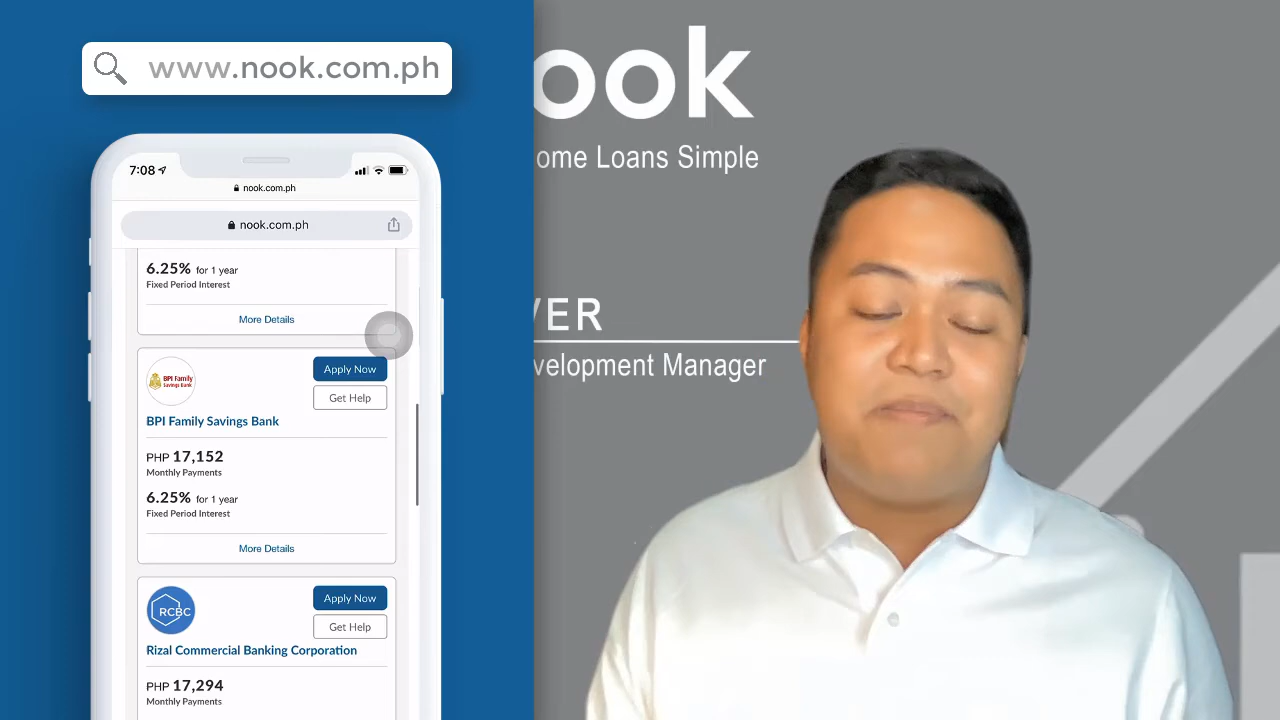 www.nook.com.ph
7:08
nook.com.ph
nook.com.ph
6.25% for 1 year
Fixed Period Interest
More Details
BPI Family
Savings Bank
Apply Now
Get Help
BPI Family Savings Bank
PHP 17,152
Monthly Payments
6.25% for 1 year
Fixed Period Interest
More Details
RCBC
Apply Now
Get Help
Rizal Commercial Banking Corporation
PHP 17,294
Monthly Payments
ook
ome Loans Simple
VER
velopment Manager